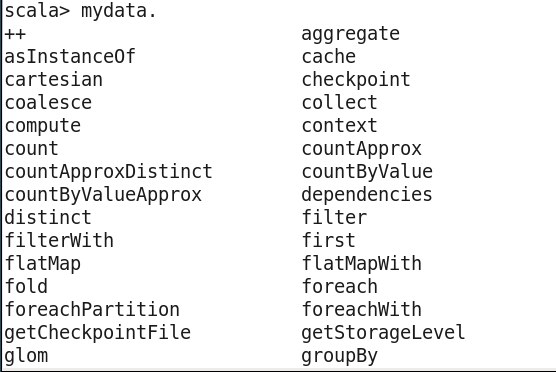 scala> mydata.
++ aggregate
asInstanceOf cache
cartesian checkpoint
coalesce collect
compute context
count countApprox
countApproxDistinct countByValue
countByValueApprox dependencies
distinct filter
filterWith first
flatMap flatMapWith
fold foreach
foreachPartition foreachWith
getCheckpointFile getStorageLevel
glom groupBy